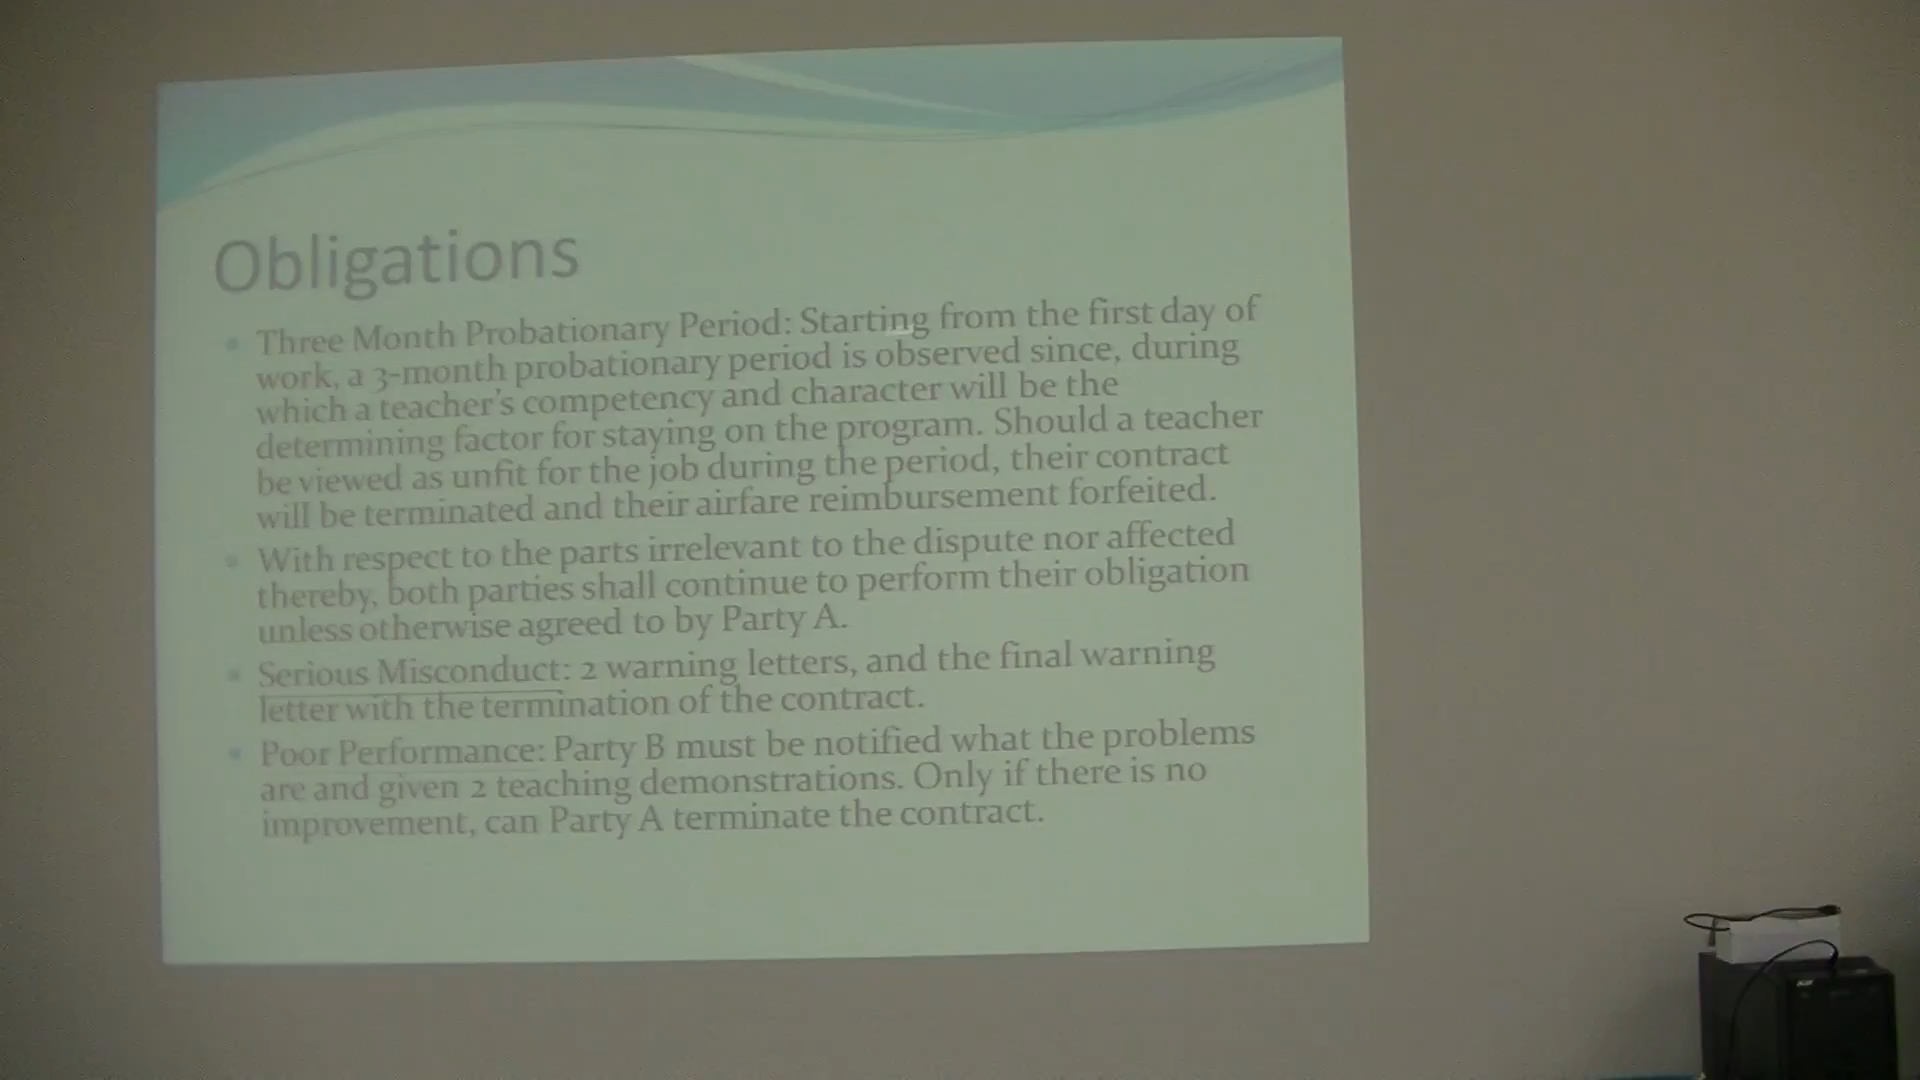 Obligations
• Three Month Probationary Period: Starting from the first day of
work, a 3-month probationary period is observed since, during
which a teacher's competency and character will be the
determining factor for staying on the program. Should a teacher
be viewed as unfit for the job during the period, their contract
will be terminated and their airfare reimbursement forfeited.
• With respect to the parts irrelevant to the dispute nor affected
thereby, both parties shall continue to perform their obligation
unless otherwise agreed to by Party A.
• Serious Misconduct: 2 warning letters, and the final warning
letter with the termination of the contract.
• Poor Performance: Party B must be notified what the problems
are and given 2 teaching demonstrations. Only if there is no
improvement, can Party A terminate the contract.
acer